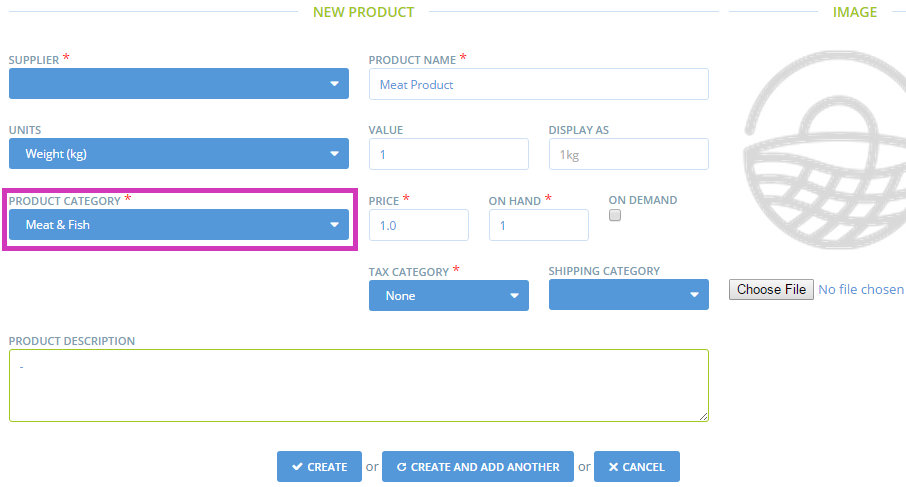 NEW PRODUCT
IMAGE
SUPPLIER *
PRODUCT NAME *
Meat Product
UNITS
VALUE
DISPLAY AS
Weight (kg)
1
1kg
PRODUCT CATEGORY *
PRICE *
ON HAND *
ON DEMAND
Meat & Fish
1.0
1
TAX CATEGORY *
SHIPPING CATEGORY
None
Choose File No file chosen
PRODUCT DESCRIPTION
-
CREATE or CREATE AND ADD ANOTHER or CANCEL